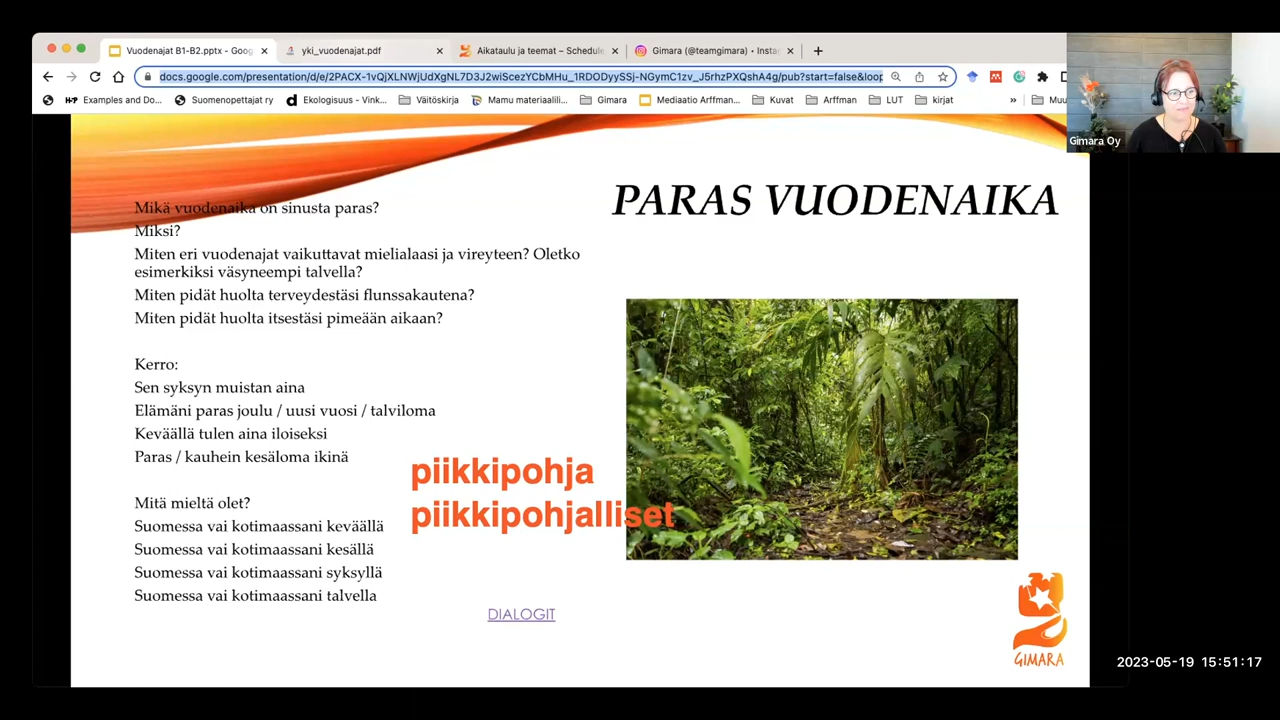 Vuodenajat B1-B2.pptx - Goog
yki_vuodenajat.pdf
Aikataulu ja teemat – Schedule
Gimara (@teamgimara) • Insta
docs.google.com/presentation/d/e/2PACX-1vQjXLNWjUdXgNL7D3J2wiScezYCbMHu_1RDODyySSj-NGymC1zv_J5rhzPXQshA4g/pub?start=false&loop
Examples and Do...
Suomenopettajat ry
Ekologisuus - Vink...
Väitöskirja
Mamu materiaalili...
Gimara
Mediaatio Arffman...
Kuvat
Arffman
LUT
kirjat
»
Muu
Gimara Oy
PARAS VUODENAIKA
Mikä vuodenaika on sinusta paras?
Miksi?
Miten eri vuodenajat vaikuttavat mielialaasi ja vireyteen? Oletko
esimerkiksi väsyneempi talvella?
Miten pidät huolta terveydestäsi flunssakautena?
Miten pidät huolta itsestäsi pimeään aikaan?
Kerro:
Sen syksyn muistan aina
Elämäni paras joulu / uusi vuosi / talviloma
Keväällä tulen aina iloiseksi
Paras / kauhein kesäloma ikinä
piikkipohja
piikkipohjalliset
Mitä mieltä olet?
Suomessa vai kotimaassani keväällä
Suomessa vai kotimaassani kesällä
Suomessa vai kotimaassani syksyllä
Suomessa vai kotimaassani talvella
DIALOGIT
GIMARA
2023-05-19 15:51:17